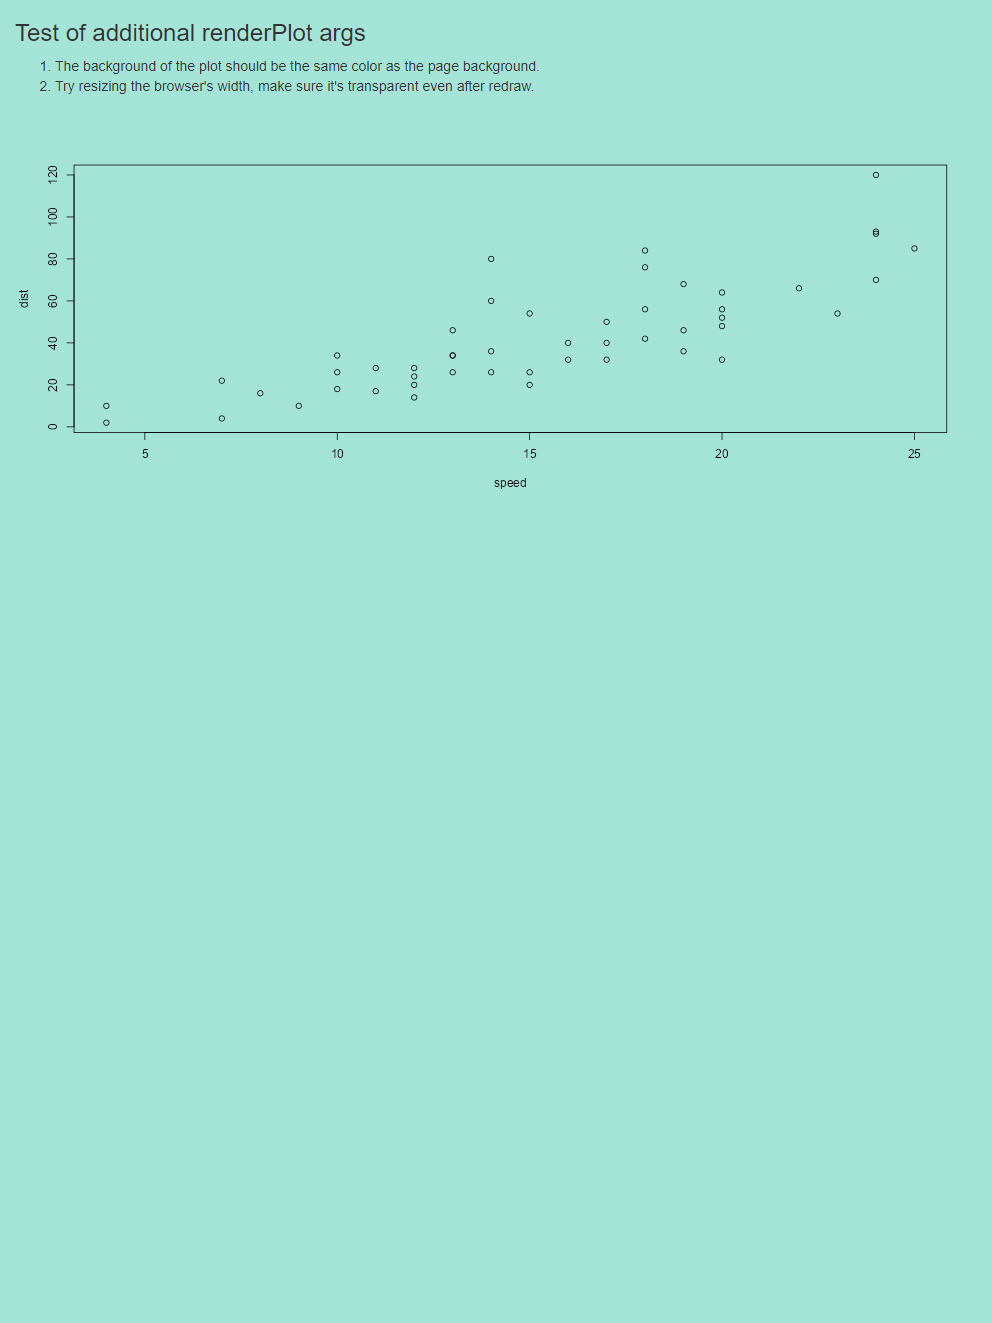 Test of additional renderPlot args
1. The background of the plot should be the same color as the page background.
2. Try resizing the browser's width, make sure it's transparent even after redraw.
120
100
80
60
40
20
0
dist
5 10 15 20 25
speed